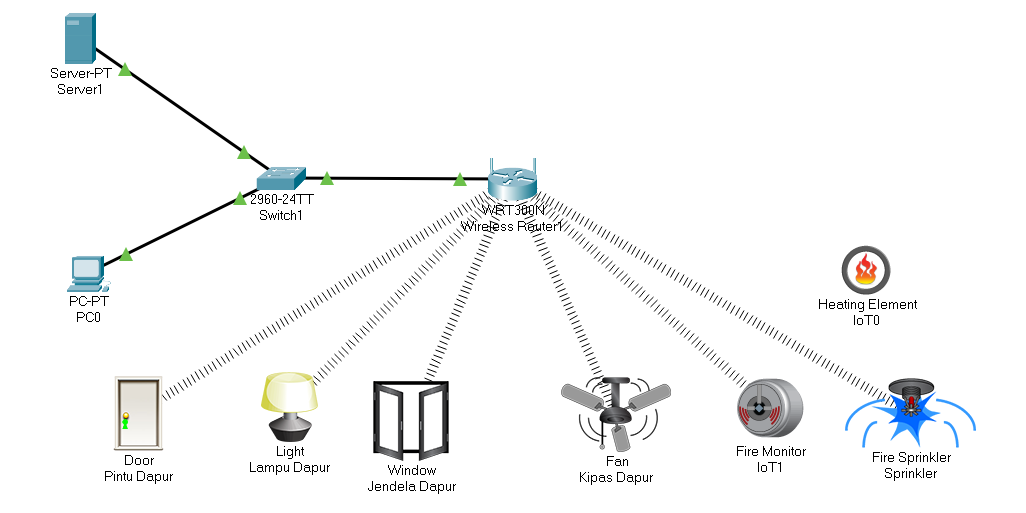 Server-PT
Server1
2960-24TT
Switch1
WRT300N
Wireless Router1
PC-PT
PC0
Heating Element
IoT0
Door
Pintu Dapur
Light
Lampu Dapur
Window
Jendela Dapur
Fan
Kipas Dapur
Fire Monitor
IoT1
Fire Sprinkler
Sprinkler